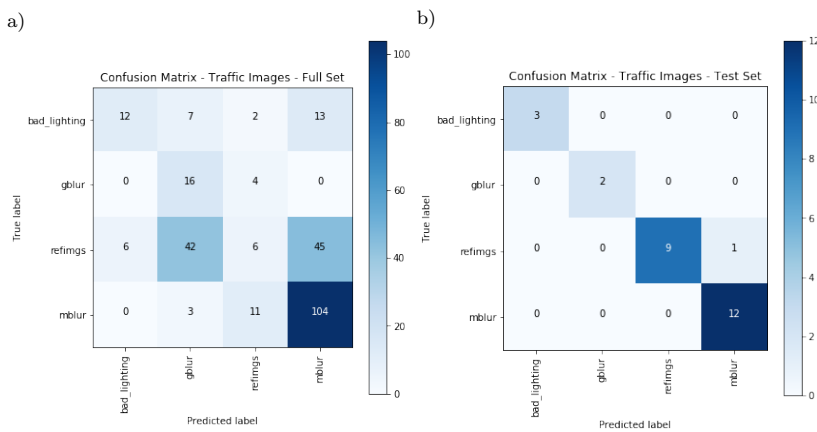 a)
Confusion Matrix - Traffic Images - Full Set
True label
bad_lighting
gblur
refimgs
mblur
12 7 2 13
0 16 4 0
6 42 6 45
0 3 11 104
bad_lighting
gblur
refimgs
mblur
Predicted label
100
80
60
40
20
0
b)
Confusion Matrix - Traffic Images - Test Set
True label
bad_lighting
gblur
refimgs
mblur
3 0 0 0
0 2 0 0
0 0 9 1
0 0 0 12
bad_lighting
gblur
refimgs
mblur
Predicted label
12
10
8
6
4
2
0